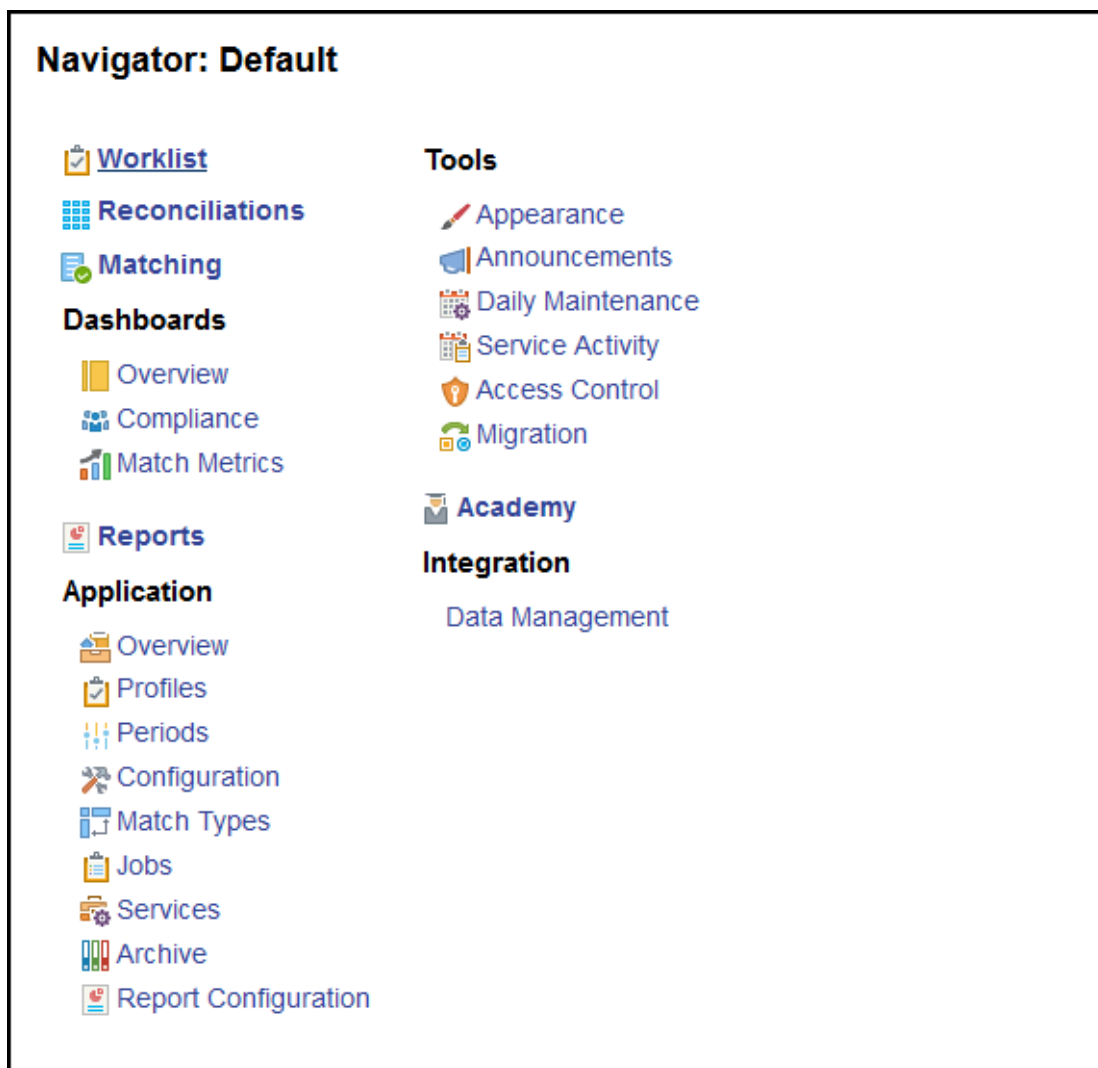 Navigator: Default
Worklist
Reconciliations
Matching
Dashboards
Overview
Compliance
Match Metrics
Reports
Application
Overview
Profiles
Periods
Configuration
Match Types
Jobs
Services
Archive
Report Configuration
Tools
Appearance
Announcements
Daily Maintenance
Service Activity
Access Control
Migration
Academy
Integration
Data Management